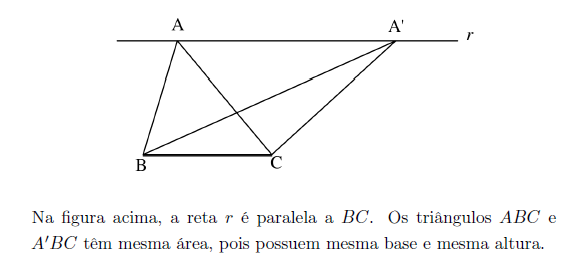 A A' r
B C
Na figura acima, a reta r é paralela a BC. Os triângulos ABC e
A'BC têm mesma área, pois possuem mesma base e mesma altura.